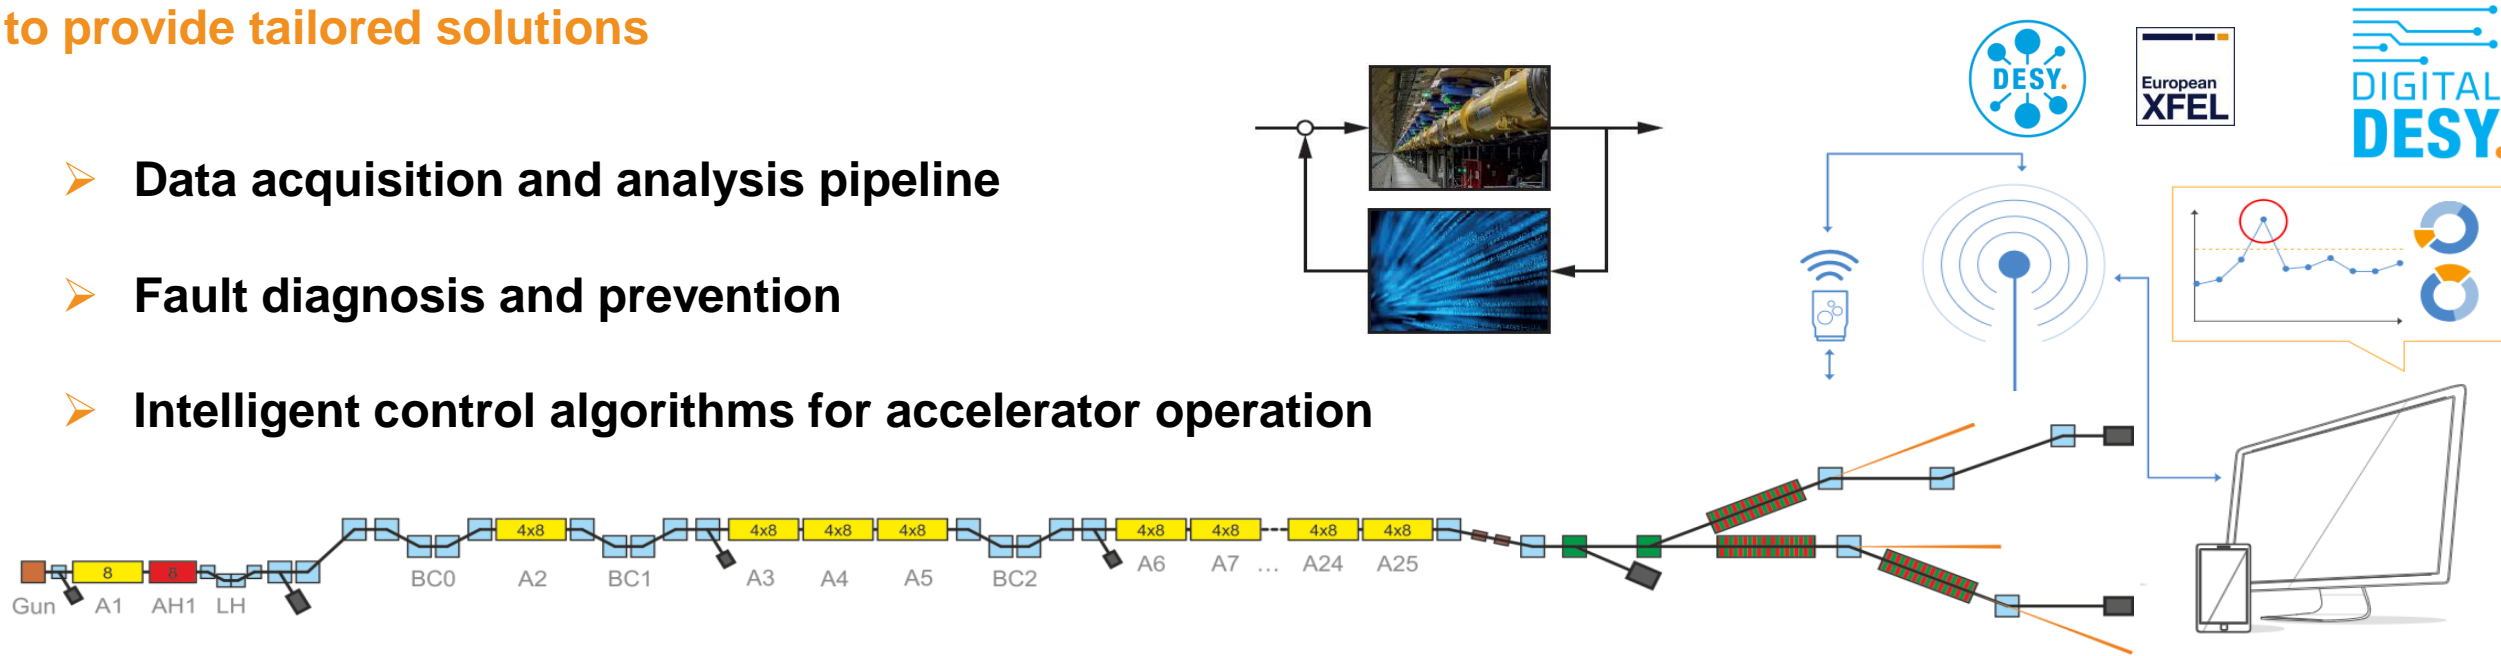 to provide tailored solutions
DESY.
European
XFEL
DIGITAL
DESY.
Data acquisition and analysis pipeline
Fault diagnosis and prevention
Intelligent control algorithms for accelerator operation
4x8 4x8 4x8 4x8 4x8 4x8 4x8 4x8
BC0 A2 BC1 A3 A4 A5 BC2 A6 A7 ... A24 A25
8 8
Gun A1 AH1 LH